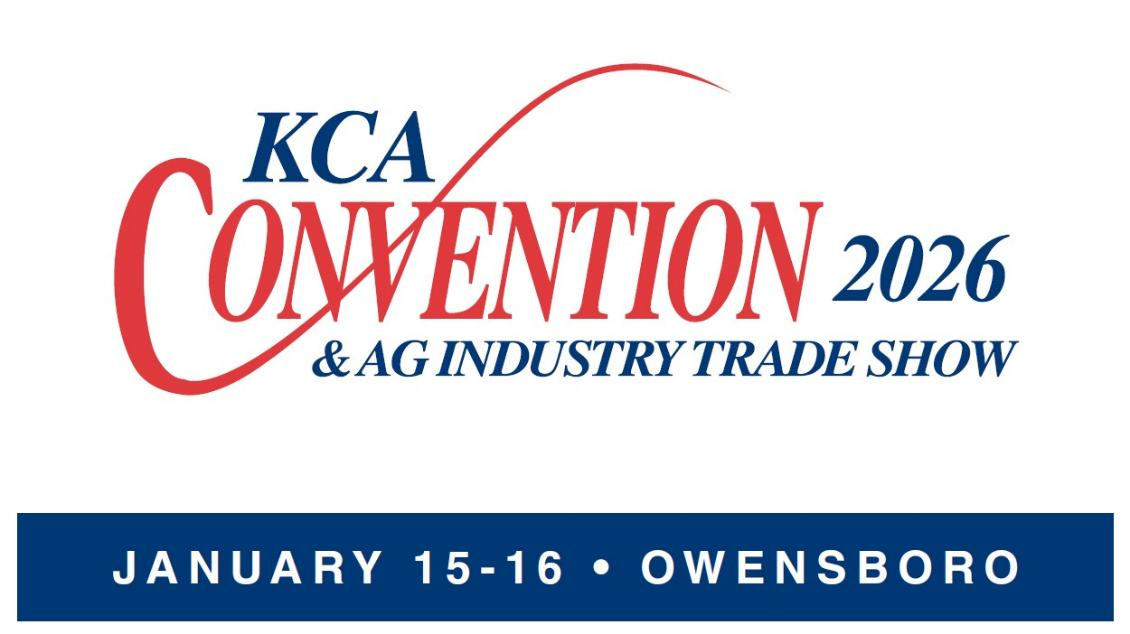 KCA
CONVENTION 2026
& AG INDUSTRY TRADE SHOW
JANUARY 15-16 • OWENSBORO